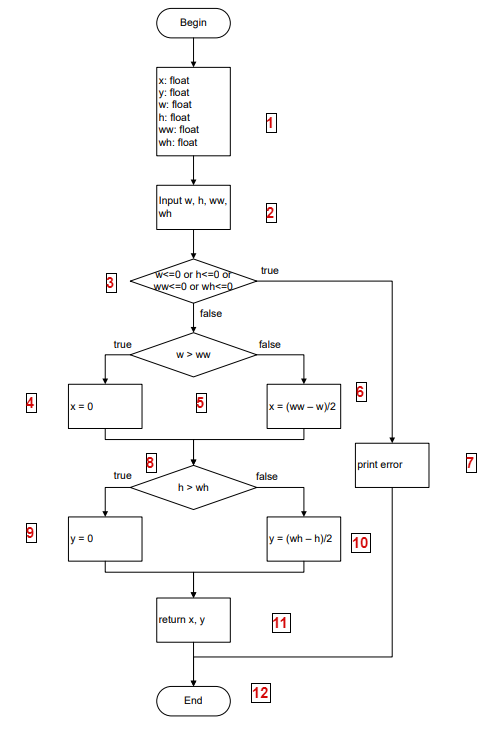 Begin
x: float
y: float
w: float
h: float
ww: float
wh: float
1
Input w, h, ww,
wh
2
3
w<=0 or h<=0 or
ww<=0 or wh<=0
true
false
true
w > ww
false
4
x = 0
5
x = (ww – w)/2
6
8
true
h > wh
false
print error
7
9
y = 0
y = (wh – h)/2
10
return x, y
11
End
12